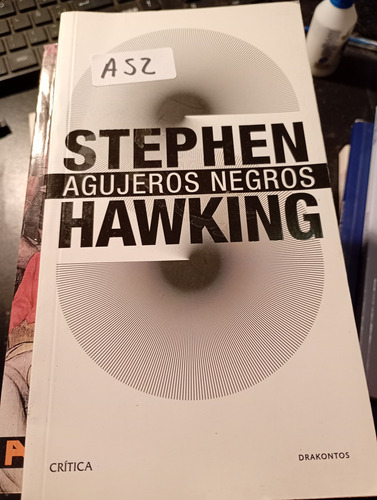 A52
STEPHEN
AGUJEROS NEGROS
HAWKING
CRÍTICA
DRAKONTOS